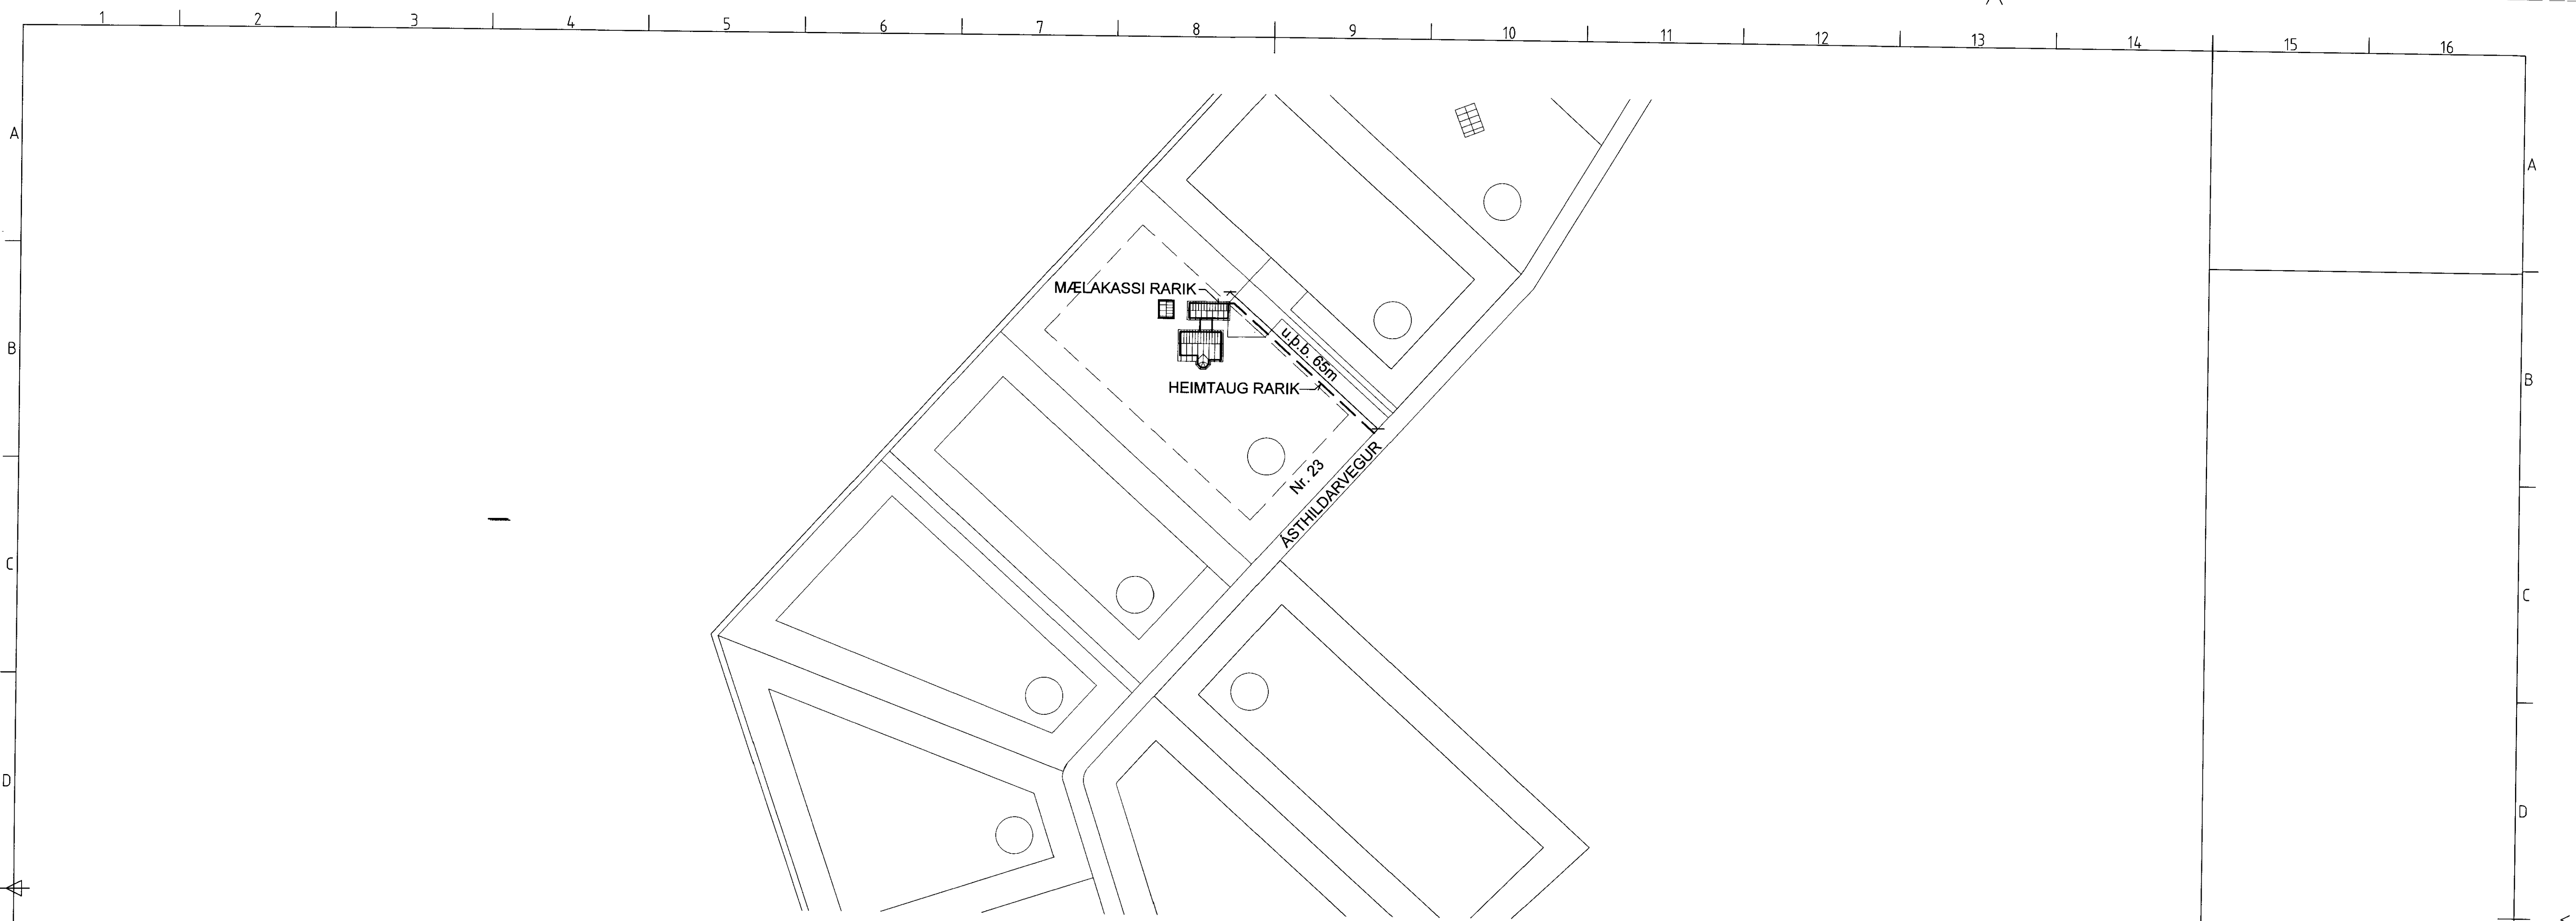 1 2 3 4 5 6 7 8 9 10 11 12 13 14 15 16
A
A
MÆLAKASSI RARIK
B
u.þ.b. 65m
B
HEIMTAUG RARIK
Nr. 23
ÁSTHILDARVEGUR
C
C
D
D